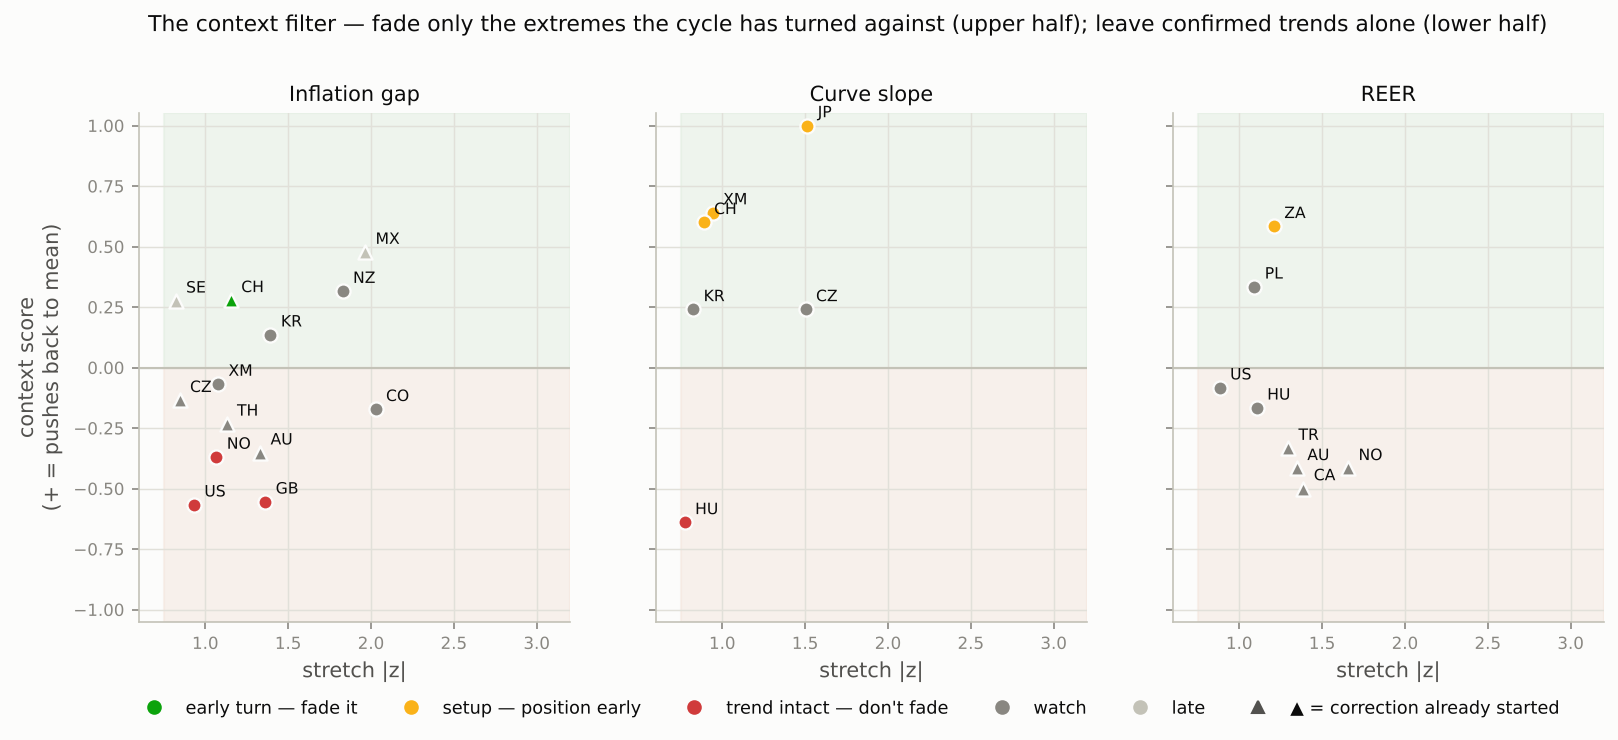 The context filter — fade only the extremes the cycle has turned against (upper half); leave confirmed trends alone (lower half)
Inflation gap
Curve slope
REER
context score
(+ = pushes back to mean)
1.00
0.75
0.50
0.25
0.00
−0.25
−0.50
−0.75
−1.00
MX
NZ
SE
CH
KR
XM
CZ
CO
TH
NO
AU
US
GB
1.0 1.5 2.0 2.5 3.0
stretch |z|
JP
XM
CH
KR
CZ
HU
1.0 1.5 2.0 2.5 3.0
stretch |z|
ZA
PL
US
HU
TR
AU
NO
CA
1.0 1.5 2.0 2.5 3.0
stretch |z|
early turn — fade it
setup — position early
trend intact — don't fade
watch
late
▲ = correction already started